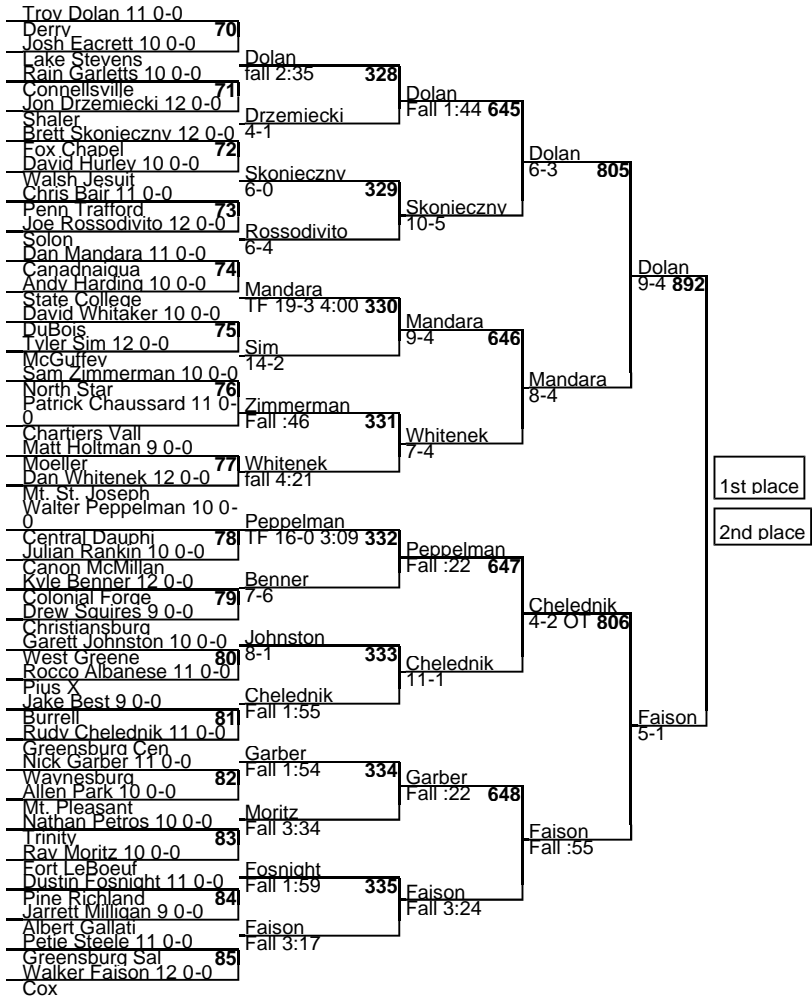 Troy Dolan 11 0-0
Derry
70
Josh Eacrett 10 0-0
Lake Stevens
Rain Garletts 10 0-0
Connellsville
71
Jon Drzemiecki 12 0-0
Shaler
Brett Skonieczny 12 0-0
Fox Chapel
72
David Hurley 10 0-0
Walsh Jesuit
Chris Bair 11 0-0
Penn Trafford
73
Joe Rossodivito 12 0-0
Solon
Dan Mandara 11 0-0
Canadnaigua
74
Andy Harding 10 0-0
State College
David Whitaker 10 0-0
DuBois
75
Tyler Sim 12 0-0
McGuffey
Sam Zimmerman 10 0-0
North Star
76
Patrick Chaussard 11 0-
0
Chartiers Vall
Matt Holtman 9 0-0
Moeller
77
Dan Whitenek 12 0-0
Mt. St. Joseph
Walter Peppelman 10 0-
0
Central Dauphi
78
Julian Rankin 10 0-0
Canon McMillan
Kyle Benner 12 0-0
Colonial Forge
79
Drew Squires 9 0-0
Christiansburg
Garett Johnston 10 0-0
West Greene
80
Rocco Albanese 11 0-0
Pius X
Jake Best 9 0-0
Burrell
81
Rudy Chelednik 11 0-0
Greensburg Cen
Nick Garber 11 0-0
Waynesburg
82
Allen Park 10 0-0
Mt. Pleasant
Nathan Petros 10 0-0
Trinity
83
Ray Moritz 10 0-0
Fort LeBoeuf
Dustin Fosnight 11 0-0
Pine Richland
84
Jarrett Milligan 9 0-0
Albert Gallati
Petie Steele 11 0-0
Greensburg Sal
85
Walker Faison 12 0-0
Cox
Dolan
fall 2:35 328
Drzemiecki
4-1
Skonieczny
6-0 329
Rossodivito
6-4
Mandara
TF 19-3 4:00 330
Sim
14-2
Zimmerman
Fall :46 331
Whitenek
fall 4:21
Peppelman
TF 16-0 3:09 332
Benner
7-6
Johnston
8-1 333
Chelednik
Fall 1:55
Garber
Fall 1:54 334
Moritz
Fall 3:34
Fosnight
Fall 1:59 335
Faison
Fall 3:17
Dolan
Fall 1:44 645
Skonieczny
10-5
Mandara
9-4 646
Whitenek
7-4
Peppelman
Fall :22 647
Chelednik
11-1
Garber
Fall :22 648
Faison
Fall 3:24
Dolan
6-3 805
Mandara
8-4
Chelednik
4-2 OT 806
Faison
Fall :55
Dolan
9-4 892
Faison
5-1
1st place
2nd place